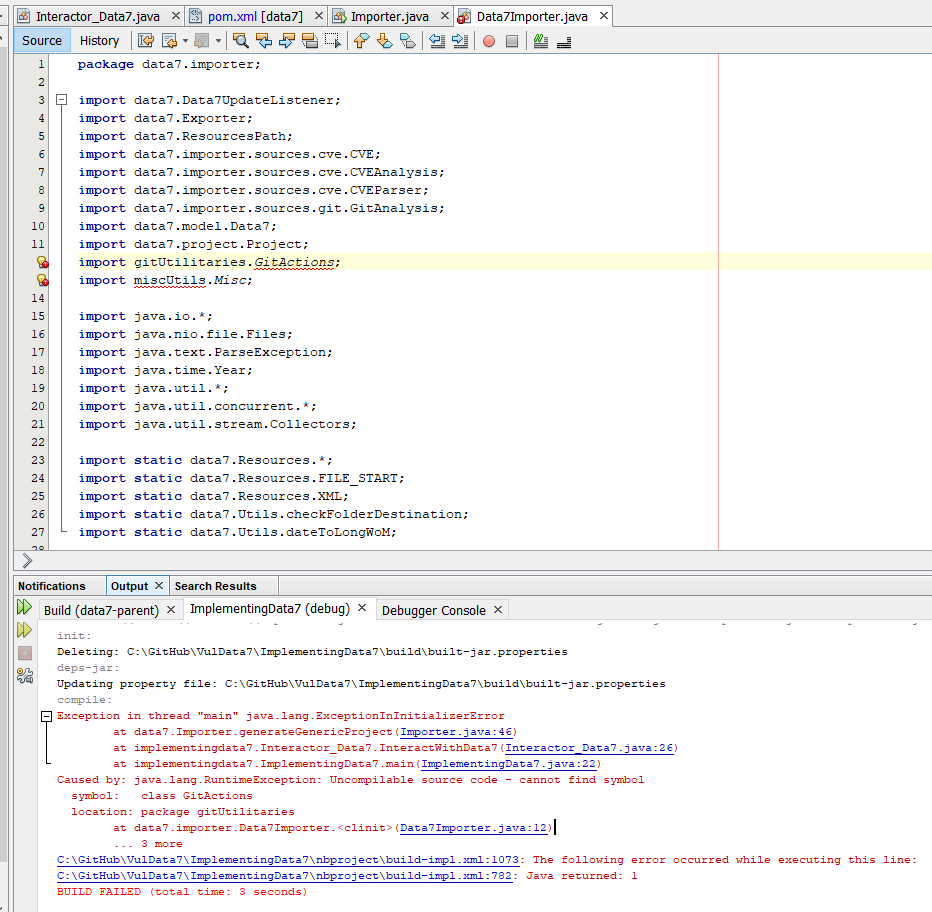 Interactor_Data7.java × pom.xml [data7] × Importer.java × Data7Importer.java ×
Source History
1 package data7.importer;
2
3 import data7.Data7UpdateListener;
4 import data7.Exporter;
5 import data7.ResourcesPath;
6 import data7.importer.sources.cve.CVE;
7 import data7.importer.sources.cve.CVEAnalysis;
8 import data7.importer.sources.cve.CVEParser;
9 import data7.importer.sources.git.GitAnalysis;
10 import data7.model.Data7;
11 import data7.project.Project;
import gitUtilitaries.GitActions;
import miscUtils.Misc;
14
15 import java.io.*;
16 import java.nio.file.Files;
17 import java.text.ParseException;
18 import java.time.Year;
19 import java.util.*;
20 import java.util.concurrent.*;
21 import java.util.stream.Collectors;
22
23 import static data7.Resources.*;
24 import static data7.Resources.FILE_START;
25 import static data7.Resources.XML;
26 import static data7.Utils.checkFolderDestination;
27 import static data7.Utils.dateToLongWoM;
28
Notifications Output × Search Results
Build (data7-parent) × ImplementingData7 (debug) × Debugger Console ×
init:
Deleting: C:\GitHub\VulData7\ImplementingData7\build\built-jar.properties
deps-jar:
Updating property file: C:\GitHub\VulData7\ImplementingData7\build\built-jar.properties
compile:
Exception in thread "main" java.lang.ExceptionInInitializerError
at data7.Importer.generateGenericProject(Importer.java:46)
at implementingdata7.Interactor_Data7.InteractWithData7(Interactor_Data7.java:26)
at implementingdata7.ImplementingData7.main(ImplementingData7.java:22)
Caused by: java.lang.RuntimeException: Uncompilable source code - cannot find symbol
symbol: class GitActions
location: package gitUtilitaries
at data7.importer.Data7Importer.<clinit>(Data7Importer.java:12)
... 3 more
C:\GitHub\VulData7\ImplementingData7\nbproject\build-impl.xml:1073: The following error occurred while executing this line:
C:\GitHub\VulData7\ImplementingData7\nbproject\build-impl.xml:782: Java returned: 1
BUILD FAILED (total time: 3 seconds)